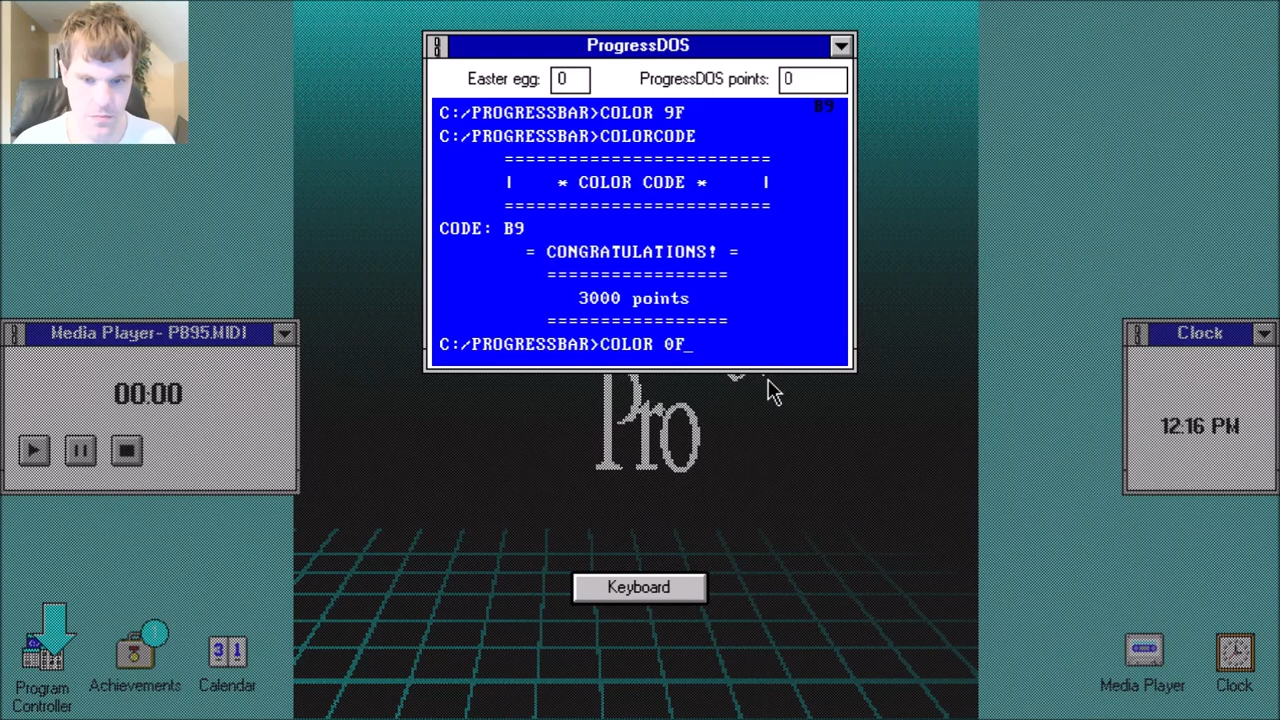 ProgressDOS
Easter egg: 0
ProgressDOS points: 0
B9
C:/PROGRESSBAR>COLOR 9F
C:/PROGRESSBAR>COLORCODE
=========================
| * COLOR CODE * |
=========================
CODE: B9
= CONGRATULATIONS! =
=================
3000 points
=================
C:/PROGRESSBAR>COLOR 0F_
Media Player- PB95.MIDI
00:00
Clock
12:16 PM
Pro
Keyboard
Program
Controller
Achievements
Calendar
31
Media Player
Clock